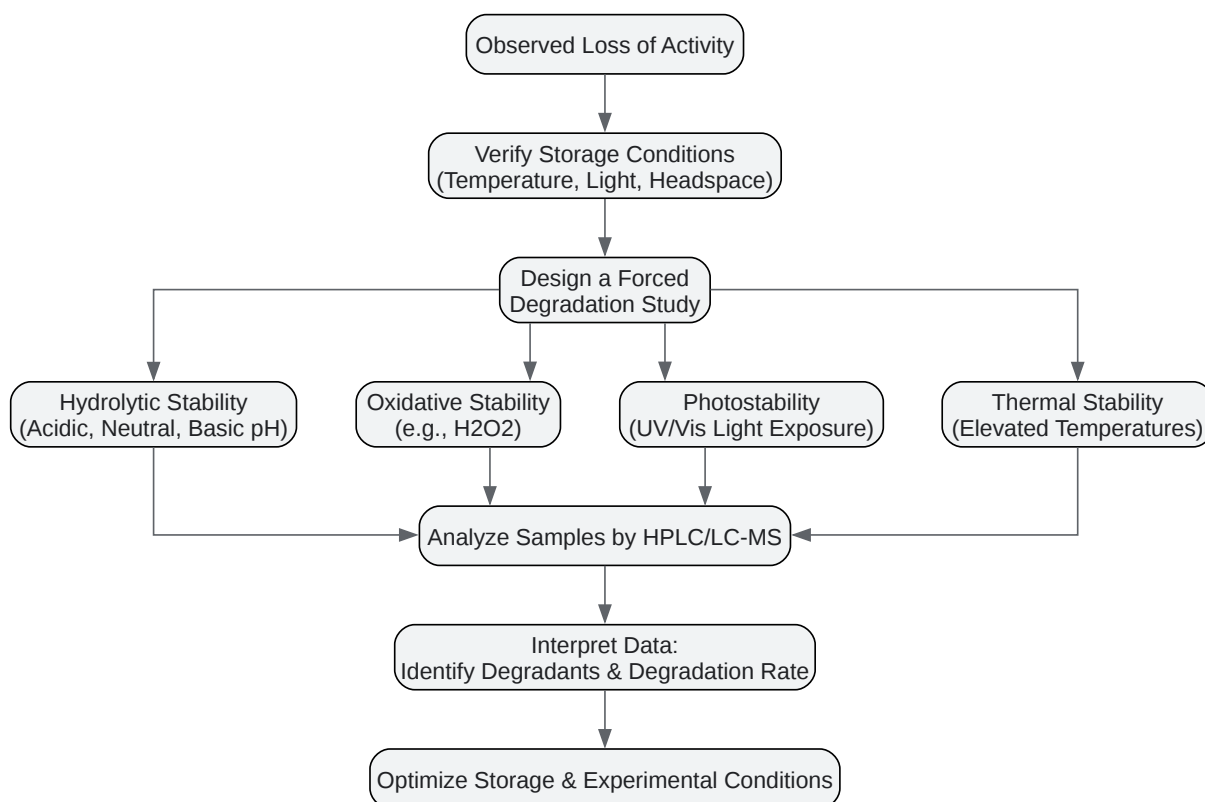 Observed Loss of Activity
Verify Storage Conditions
(Temperature, Light, Headspace)
Design a Forced
Degradation Study
Hydrolytic Stability
(Acidic, Neutral, Basic pH)
Oxidative Stability
(e.g., H2O2)
Photostability
(UV/Vis Light Exposure)
Thermal Stability
(Elevated Temperatures)
Analyze Samples by HPLC/LC-MS
Interpret Data:
Identify Degradants & Degradation Rate
Optimize Storage & Experimental Conditions